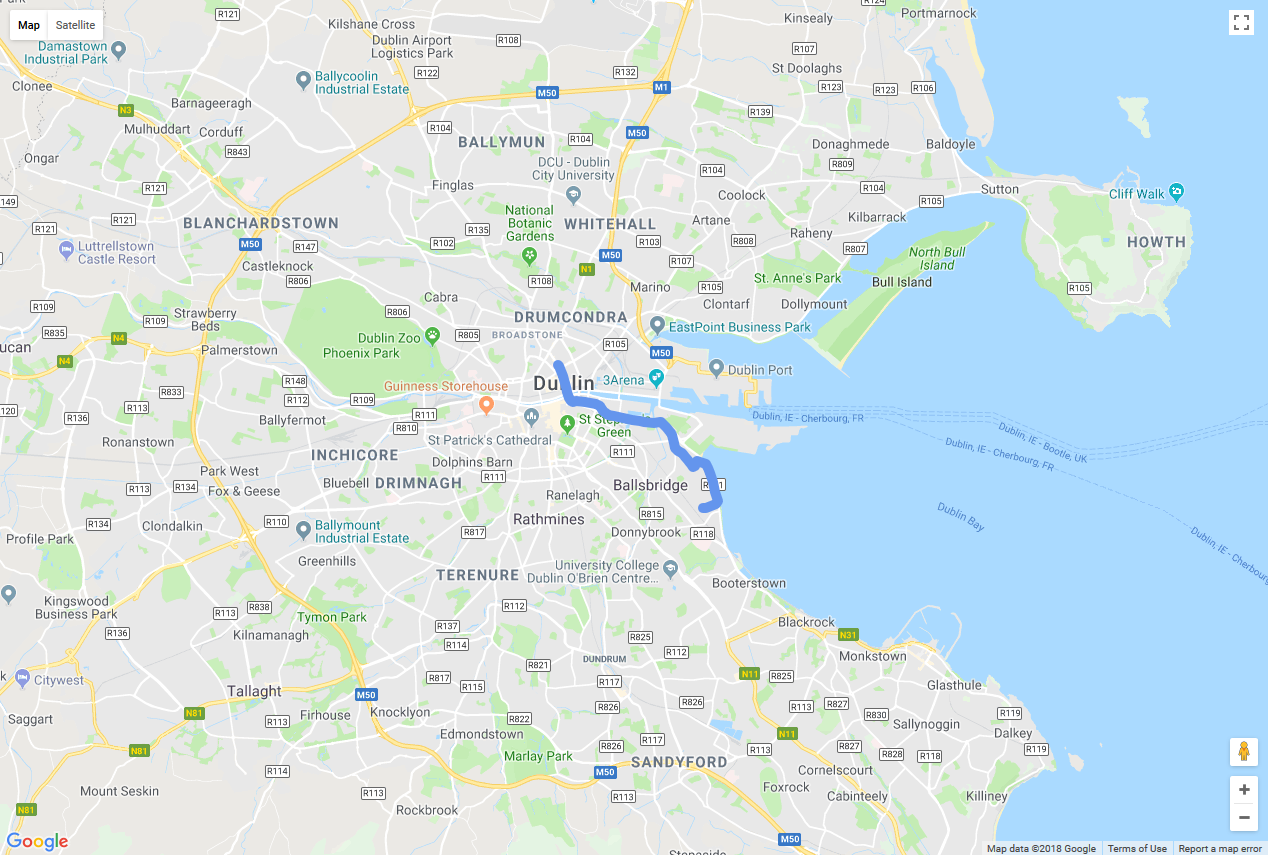 Map
Satellite
R121
Kilshane Cross
Kinsealy
R124
Portmarnock
Damastown
Industrial Park
Dublin Airport
Logistics Park
R108
R107
R122
R132
St Doolaghs
Clonee
Ballycoolin
Industrial Estate
M50
M1
R123
R123
R106
N3
Barnageeragh
R139
Mulhuddart
Corduff
R104
M50
BALLYMUN
R104
Donaghmede
Baldoyle
R843
Ongar
DCU - Dublin
City University
R104
R809
R121
Finglas
Coolock
R104
Sutton
Cliff Walk
149
R105
R121
R121
BLANCHARDSTOWN
National
Botanic
Gardens
WHITEHALL
Artane
Kilbarrack
R135
Raheny
M50
R147
R102
R103
R808
R807
HOWTH
Luttrellstown
Castle Resort
M50
R107
North Bull
Island
Castleknock
N1
R806
R108
Marino
R105
St. Anne's Park
Bull Island
R105
Cabra
Clontarf
Dollymount
R109
R806
Strawberry
Beds
R109
DRUMCONDRA
EastPoint Business Park
R835
N4
Dublin Zoo
R805
BROADSTONE
R105
ucan
N4
Palmerstown
Phoenix Park
M50
Dublin Port
R148
Guinness Storehouse
Dublin
3Arena
R112
R109
R120
R113
R111
Dublin, IE - Cherbourg, FR
Ballyfermot
R810
Green
Dublin, IE - Bootle, UK
R134
Ronanstown
St Patrick's Cathedral
Dublin, IE - Cherbourg, FR
INCHICORE
R111
Park West
Dolphins Barn
R113
R134
Fox & Geese
Bluebell
DRIMNAGH
R111
Ballsbridge
Ranelagh
Dublin Bay
R134
Clondalkin
R110
Ballymount
Industrial Estate
Rathmines
R815
Profile Park
R817
Donnybrook
R118
Dublin, IE - Cherbourg
Greenhills
University College
Dublin O'Brien Centre...
TERENURE
Booterstown
Kingswood
Business Park
R113
R838
R112
Tymon Park
Blackrock
R136
Kilnamanagh
R137
R114
R825
N31
R112
Monkstown
R821
DUNDRUM
Citywest
R817
R115
R117
N11
R825
Glasthule
Tallaght
M50
R826
R826
R113
R827
R830
R119
Saggart
N81
R113
Firhouse
Knocklyon
R822
Sallynoggin
Dalkey
Edmondstown
R826
R117
N11
R113
R827
R828
R118
R119
N81
Marlay Park
SANDYFORD
R114
M50
Cornelscourt
Mount Seskin
R113
R113
Foxrock
Cabinteely
Killiney
N81
Rockbrook
Google
M50
Map data ©2018 Google
Terms of Use
Report a map error